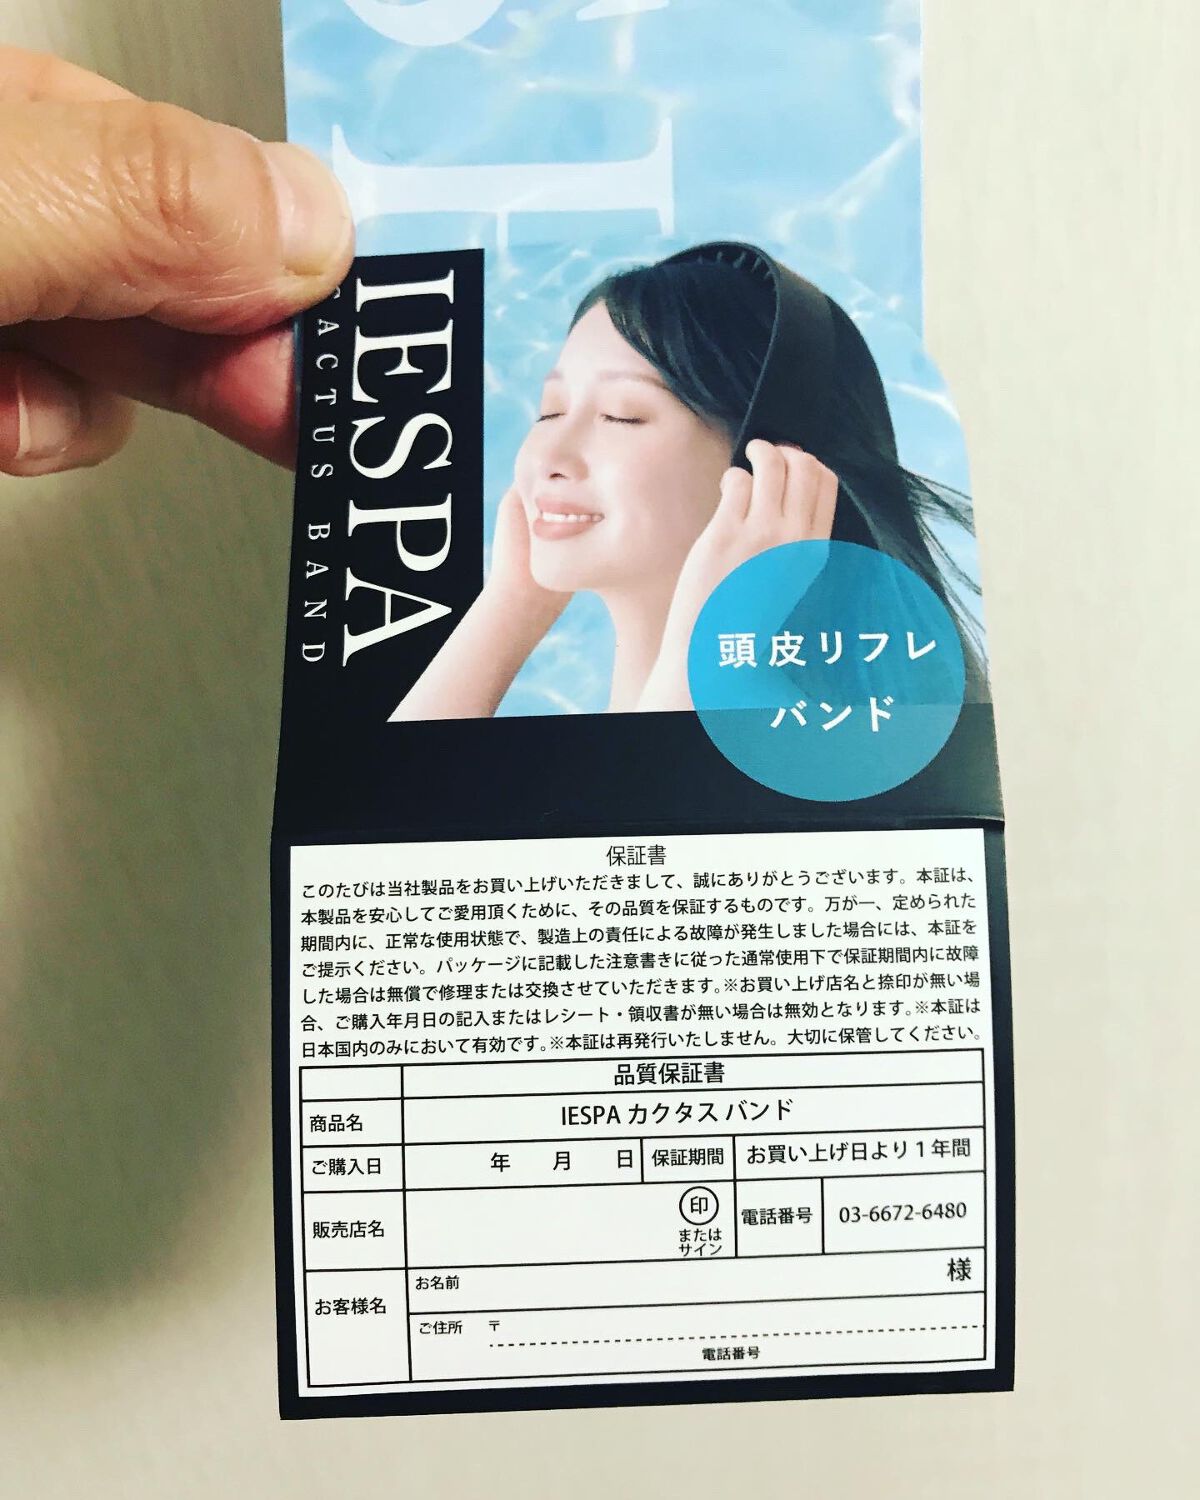 IESPA
CACTUS BAND
頭皮リフレ
バンド
保証書
このたびは当社製品をお買い上げいただきまして、誠にありがとうございます。本証は、
本製品を安心してご愛用頂くために、その品質を保証するものです。万が一、定められた
期間内に、正常な使用状態で、製造上の責任による故障が発生しました場合には、本証を
ご提示ください。パッケージに記載した注意書きに従った通常使用下で保証期間内に故障
した場合は無償で修理または交換させていただきます。※お買い上げ店名と捺印が無い場
合、ご購入年月日の記入またはレシート・領収書が無い場合は無効となります。※本証は
日本国内のみにおいて有効です。※本証は再発行いたしません。大切に保管してください。
品質保証書
商品名 IESPA カクタス バンド
ご購入日 年 月 日 保証期間 お買い上げ日より1年間
販売店名 印 または サイン 電話番号 03-6672-6480
お客様名 お名前 様
ご住所 〒
電話番号